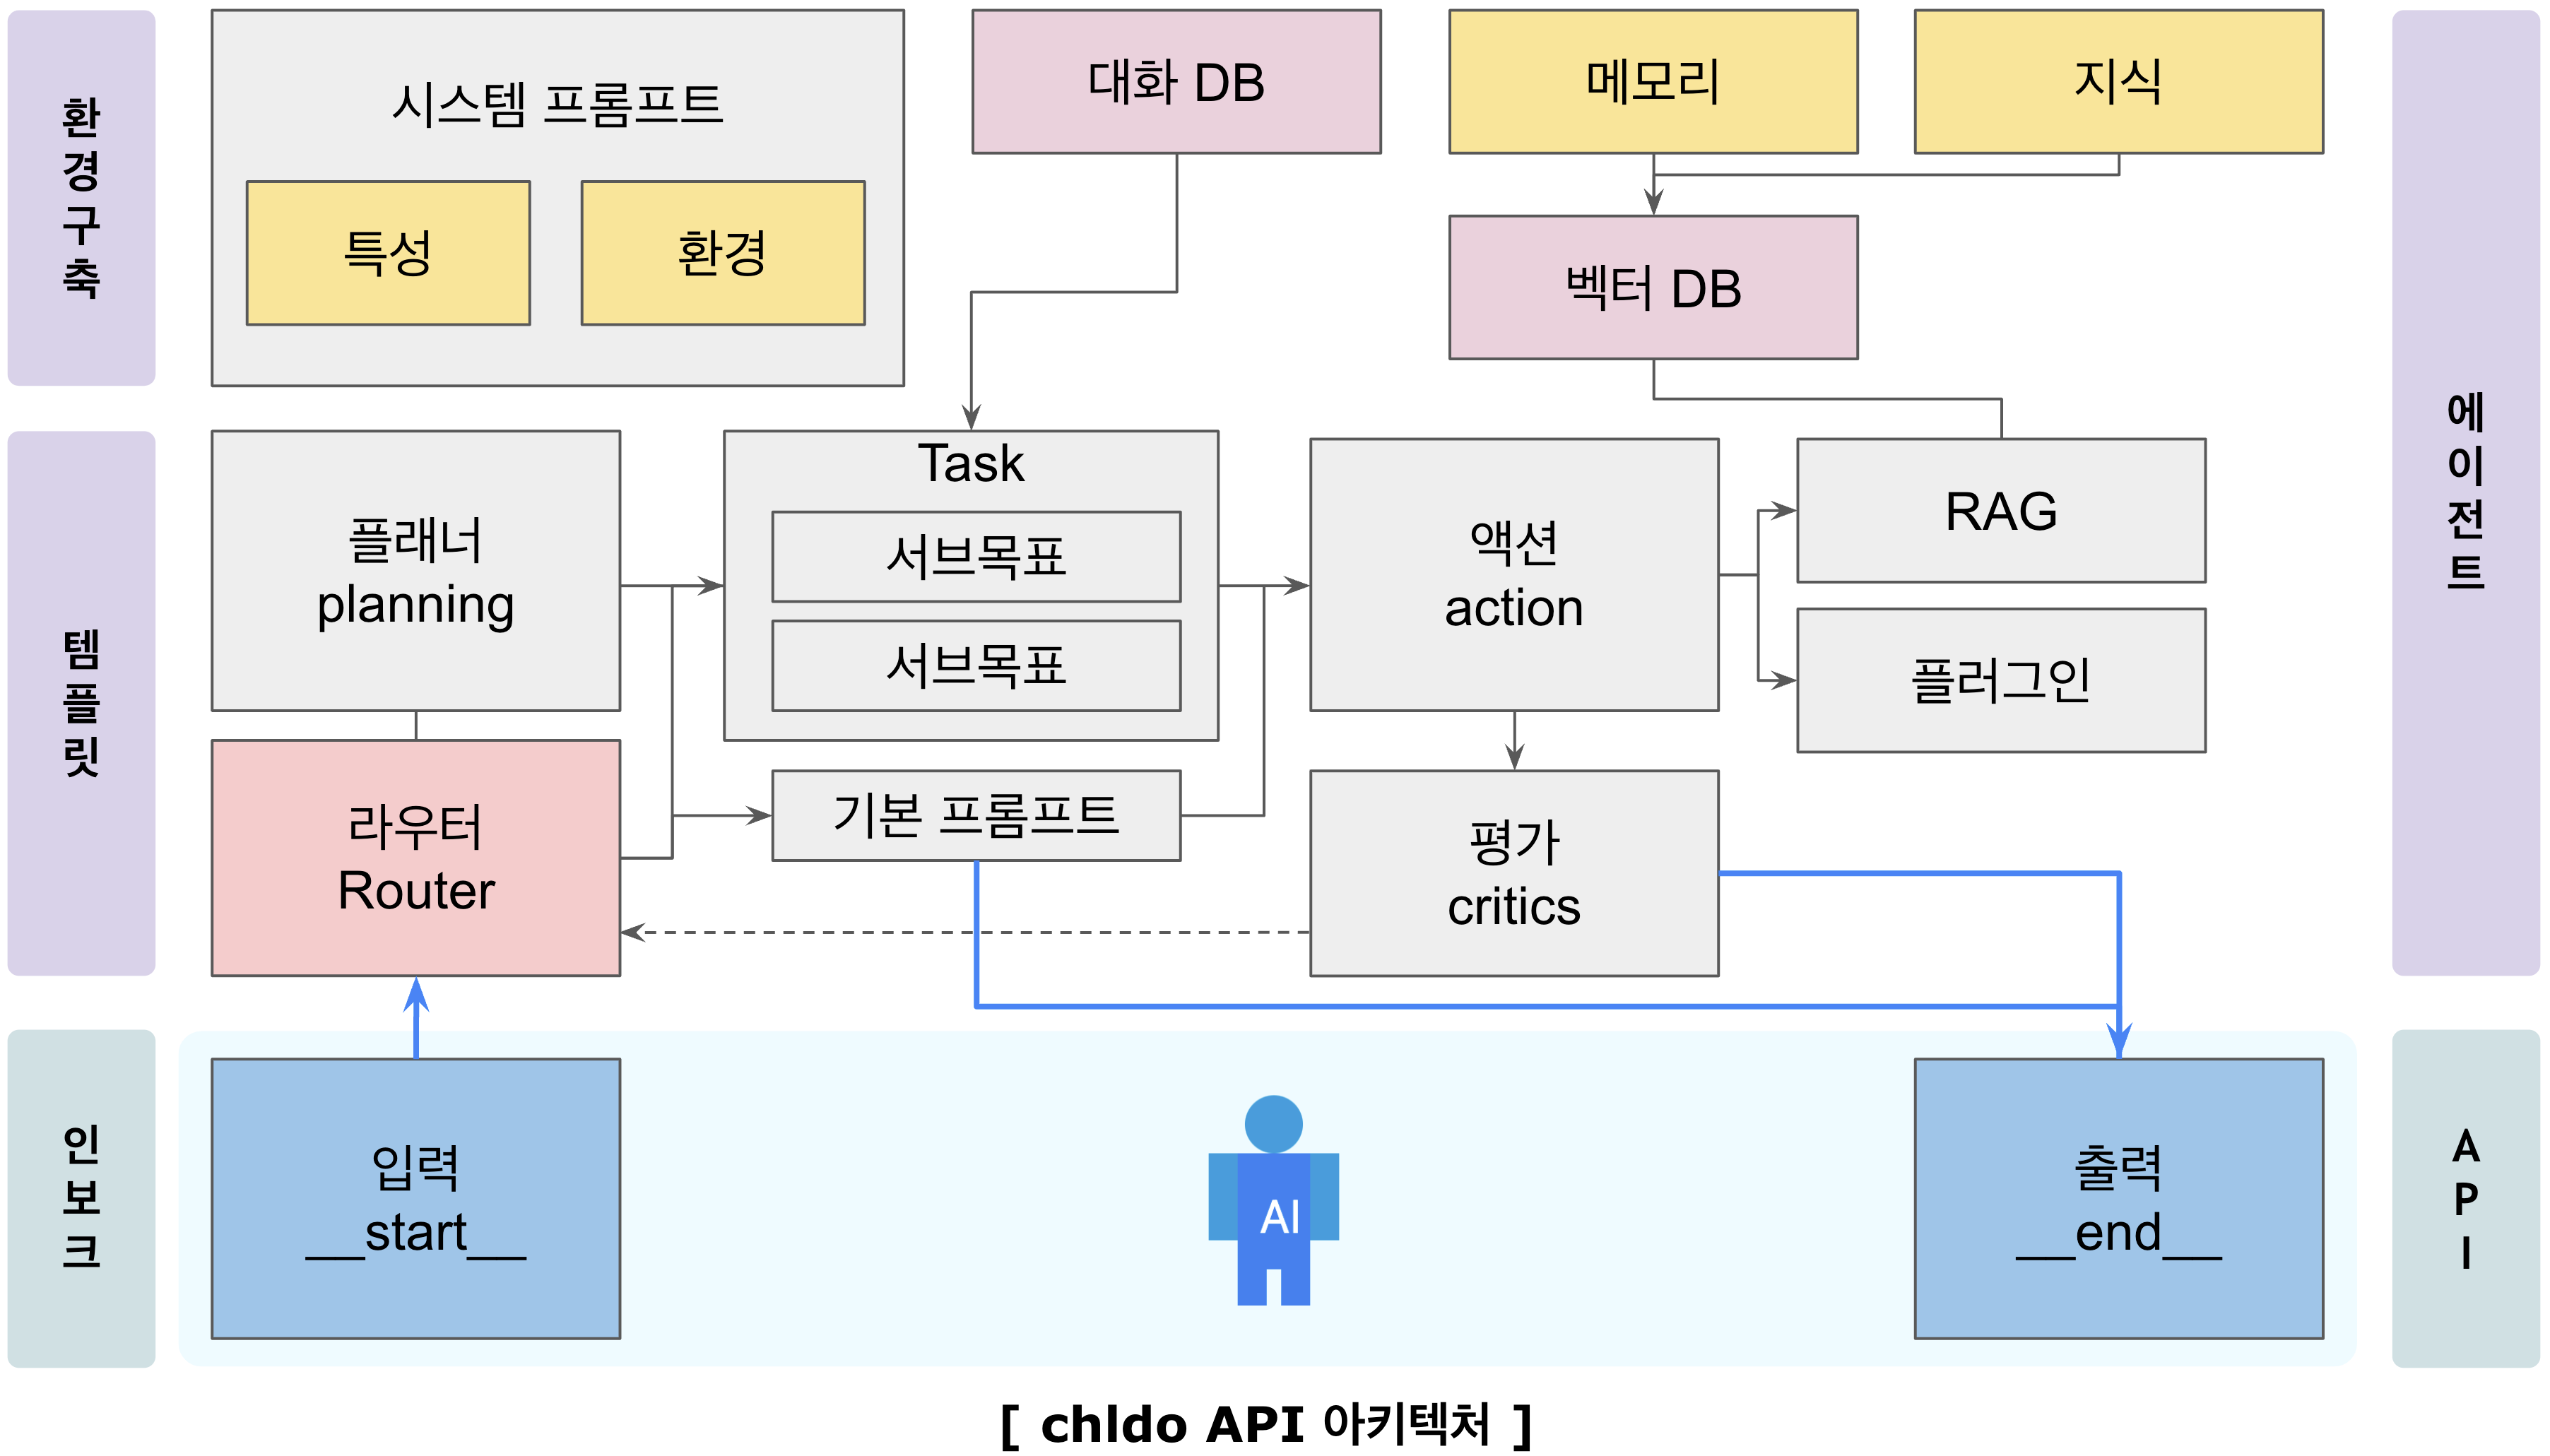 환경구축
시스템 프롬프트
특성
환경
대화 DB
메모리
지식
벡터 DB
에이전트
템플릿
플래너
planning
Task
서브목표
서브목표
액션
action
RAG
플러그인
라우터
Router
기본 프롬프트
평가
critics
인보크
입력
__start__
AI
출력
__end__
API
[ chldo API 아키텍처 ]